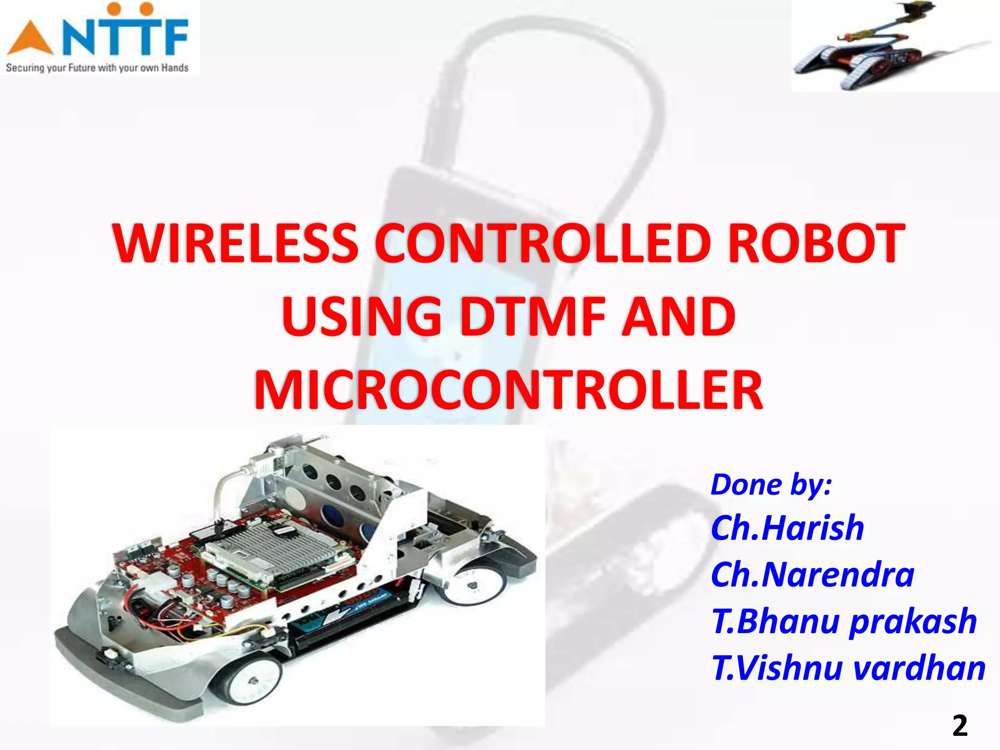 NTTF
Securing your Future with your own Hands
WIRELESS CONTROLLED ROBOT
USING DTMF AND
MICROCONTROLLER
Done by:
Ch.Harish
Ch.Narendra
T.Bhanu prakash
T.Vishnu vardhan
2